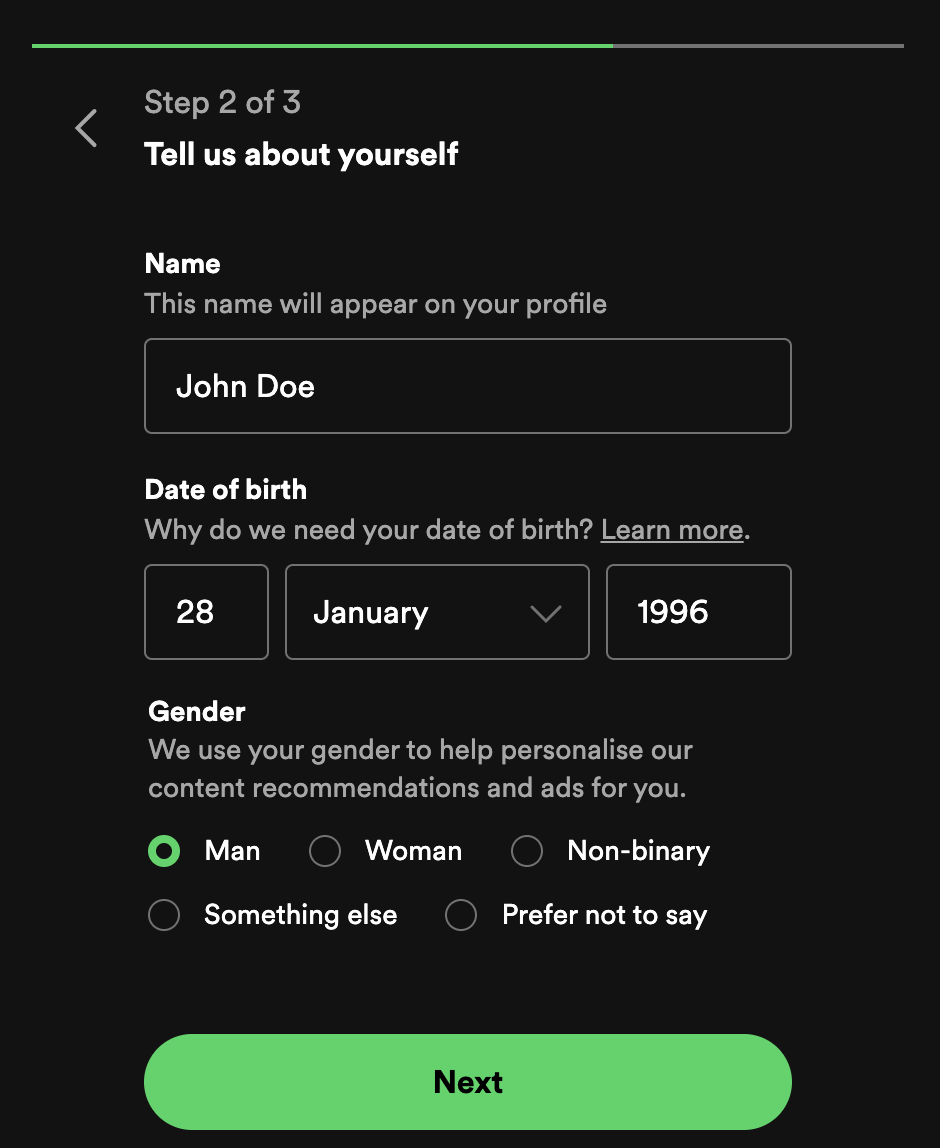 Step 2 of 3
Tell us about yourself
Name
This name will appear on your profile
John Doe
Date of birth
Why do we need your date of birth? Learn more.
28 January 1996
Gender
We use your gender to help personalise our
content recommendations and ads for you.
Man Woman Non-binary
Something else Prefer not to say
Next